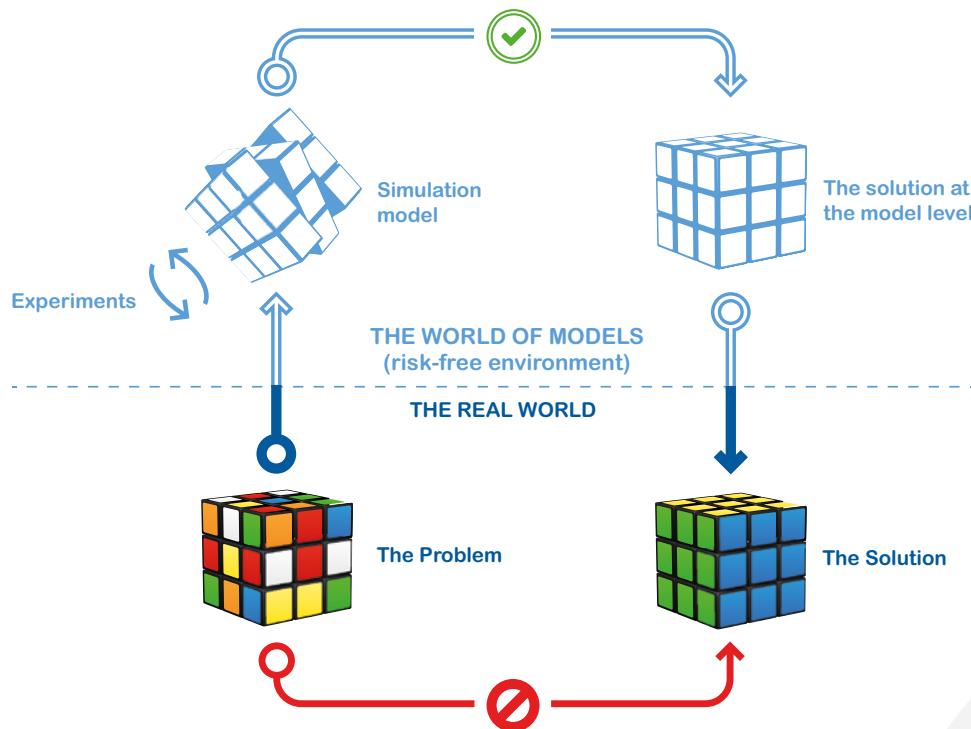 Simulation
model
The solution at
the model level
Experiments
THE WORLD OF MODELS
(risk-free environment)
THE REAL WORLD
The Problem
The Solution